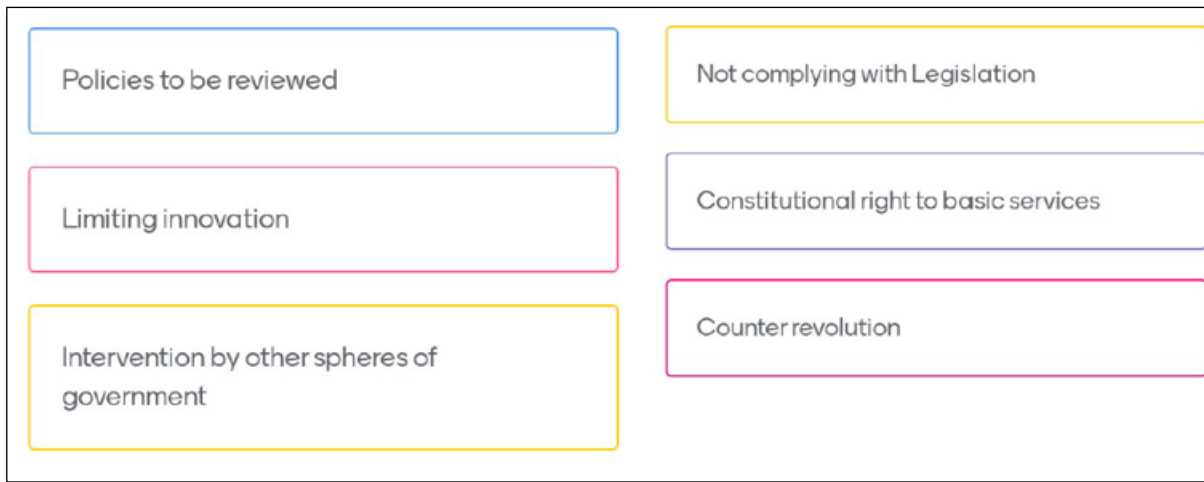 Policies to be reviewed
Limiting innovation
Intervention by other spheres of
government
Not complying with Legislation
Constitutional right to basic services
Counter revolution